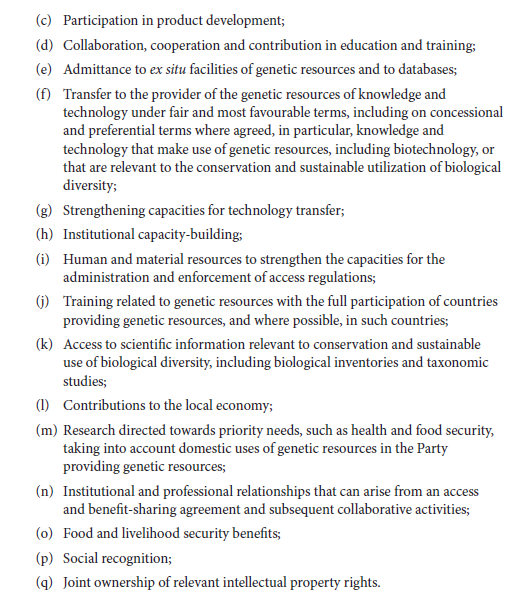 (c) Participation in product development;
(d) Collaboration, cooperation and contribution in education and training;
(e) Admittance to ex situ facilities of genetic resources and to databases;
(f) Transfer to the provider of the genetic resources of knowledge and
technology under fair and most favourable terms, including on concessional
and preferential terms where agreed, in particular, knowledge and
technology that make use of genetic resources, including biotechnology, or
that are relevant to the conservation and sustainable utilization of biological
diversity;
(g) Strengthening capacities for technology transfer;
(h) Institutional capacity-building;
(i) Human and material resources to strengthen the capacities for the
administration and enforcement of access regulations;
(j) Training related to genetic resources with the full participation of countries
providing genetic resources, and where possible, in such countries;
(k) Access to scientific information relevant to conservation and sustainable
use of biological diversity, including biological inventories and taxonomic
studies;
(l) Contributions to the local economy;
(m) Research directed towards priority needs, such as health and food security,
taking into account domestic uses of genetic resources in the Party
providing genetic resources;
(n) Institutional and professional relationships that can arise from an access
and benefit-sharing agreement and subsequent collaborative activities;
(o) Food and livelihood security benefits;
(p) Social recognition;
(q) Joint ownership of relevant intellectual property rights.